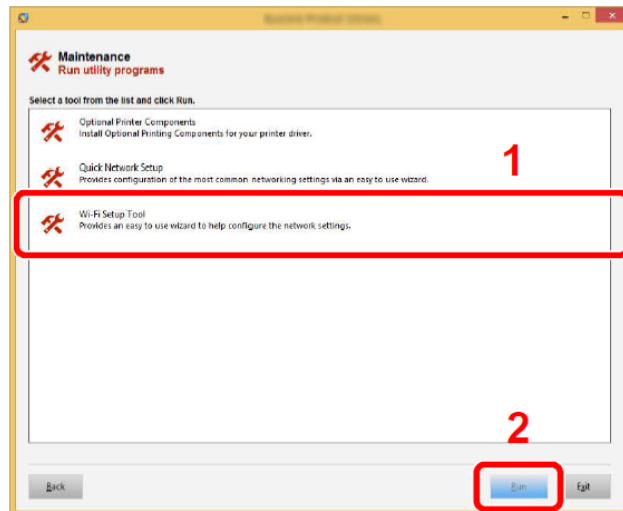 Maintenance
Run utility programs
Select a tool from the list and click Run.
Optional Printer Components
Install Optional Printing Components for your printer driver.
1
Quick Network Setup
Provides configuration of the most common networking settings via an easy to use wizard.
Wi-Fi Setup Tool
Provides an easy to use wizard to help configure the network settings.
2
Back
Run
Exit